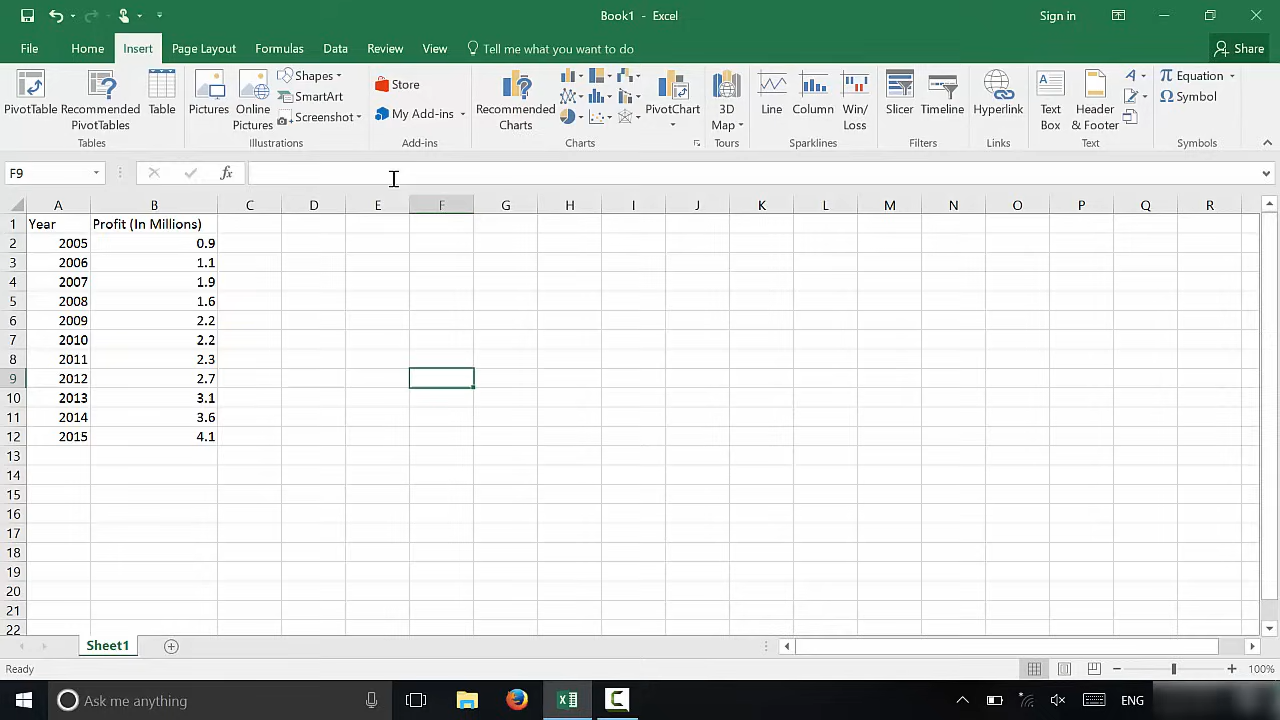 Book1 - Excel
Sign in
File Home Insert Page Layout Formulas Data Review View Tell me what you want to do Share
PivotTable Recommended PivotTables Table
Tables
Pictures Online Pictures Shapes SmartArt Screenshot
Illustrations
Store
My Add-ins
Add-ins
Recommended Charts PivotChart
Charts
3D Map
Tours
Line Column Win/Loss
Sparklines
Slicer Timeline
Filters
Hyperlink
Links
Text Box Header & Footer
Text
Equation
Symbol
Symbols
F9 fx
A B C D E F G H I J K L M N O P Q R
1 Year Profit (In Millions)
2 2005 0.9
3 2006 1.1
4 2007 1.9
5 2008 1.6
6 2009 2.2
7 2010 2.2
8 2011 2.3
9 2012 2.7
10 2013 3.1
11 2014 3.6
12 2015 4.1
13
14
15
16
17
18
19
20
21
22
Sheet1
Ready 100%
Ask me anything ENG